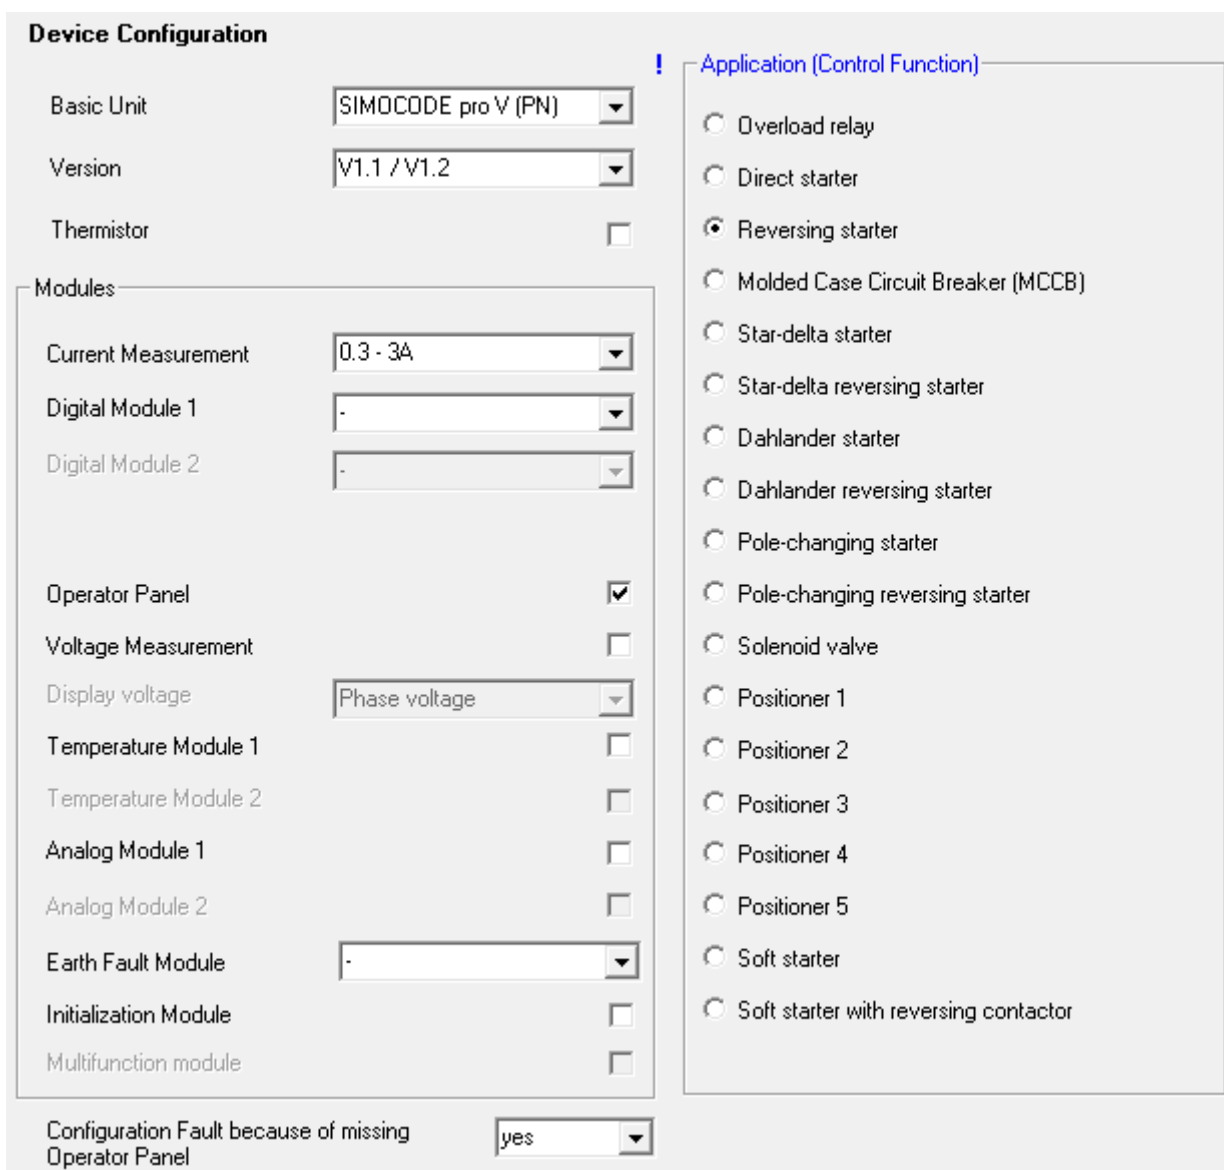 Device Configuration
Basic Unit
SIMOCODE pro V (PN)
Version
V1.1 / V1.2
Thermistor
Modules
Current Measurement
0.3 - 3A
Digital Module 1
-
Digital Module 2
-
Operator Panel
Voltage Measurement
Display voltage
Phase voltage
Temperature Module 1
Temperature Module 2
Analog Module 1
Analog Module 2
Earth Fault Module
-
Initialization Module
Multifunction module
Configuration Fault because of missing
Operator Panel
yes
!
Application (Control Function)
Overload relay
Direct starter
Reversing starter
Molded Case Circuit Breaker (MCCB)
Star-delta starter
Star-delta reversing starter
Dahlander starter
Dahlander reversing starter
Pole-changing starter
Pole-changing reversing starter
Solenoid valve
Positioner 1
Positioner 2
Positioner 3
Positioner 4
Positioner 5
Soft starter
Soft starter with reversing contactor